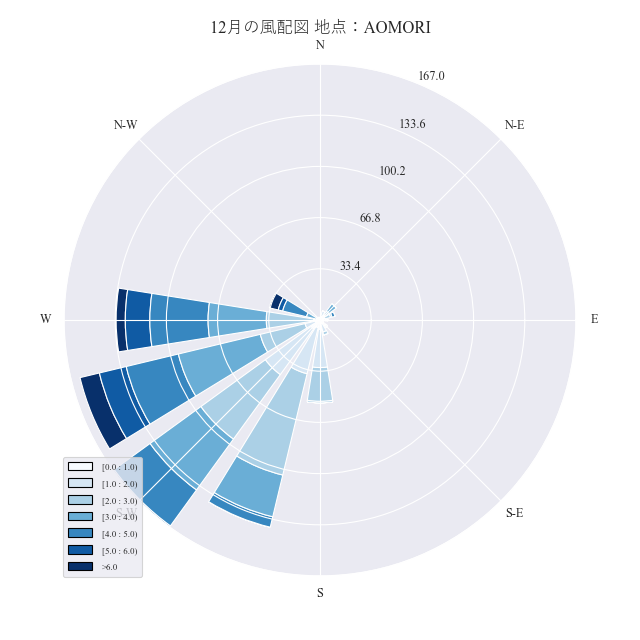 12月の風配図 地点：AOMORI
N
167.0
N-W
N-E
133.6
100.2
66.8
33.4
W
E
[0.0 : 1.0)
[1.0 : 2.0)
[2.0 : 3.0)
S-W
[3.0 : 4.0)
S-E
[4.0 : 5.0)
[5.0 : 6.0)
>6.0
S